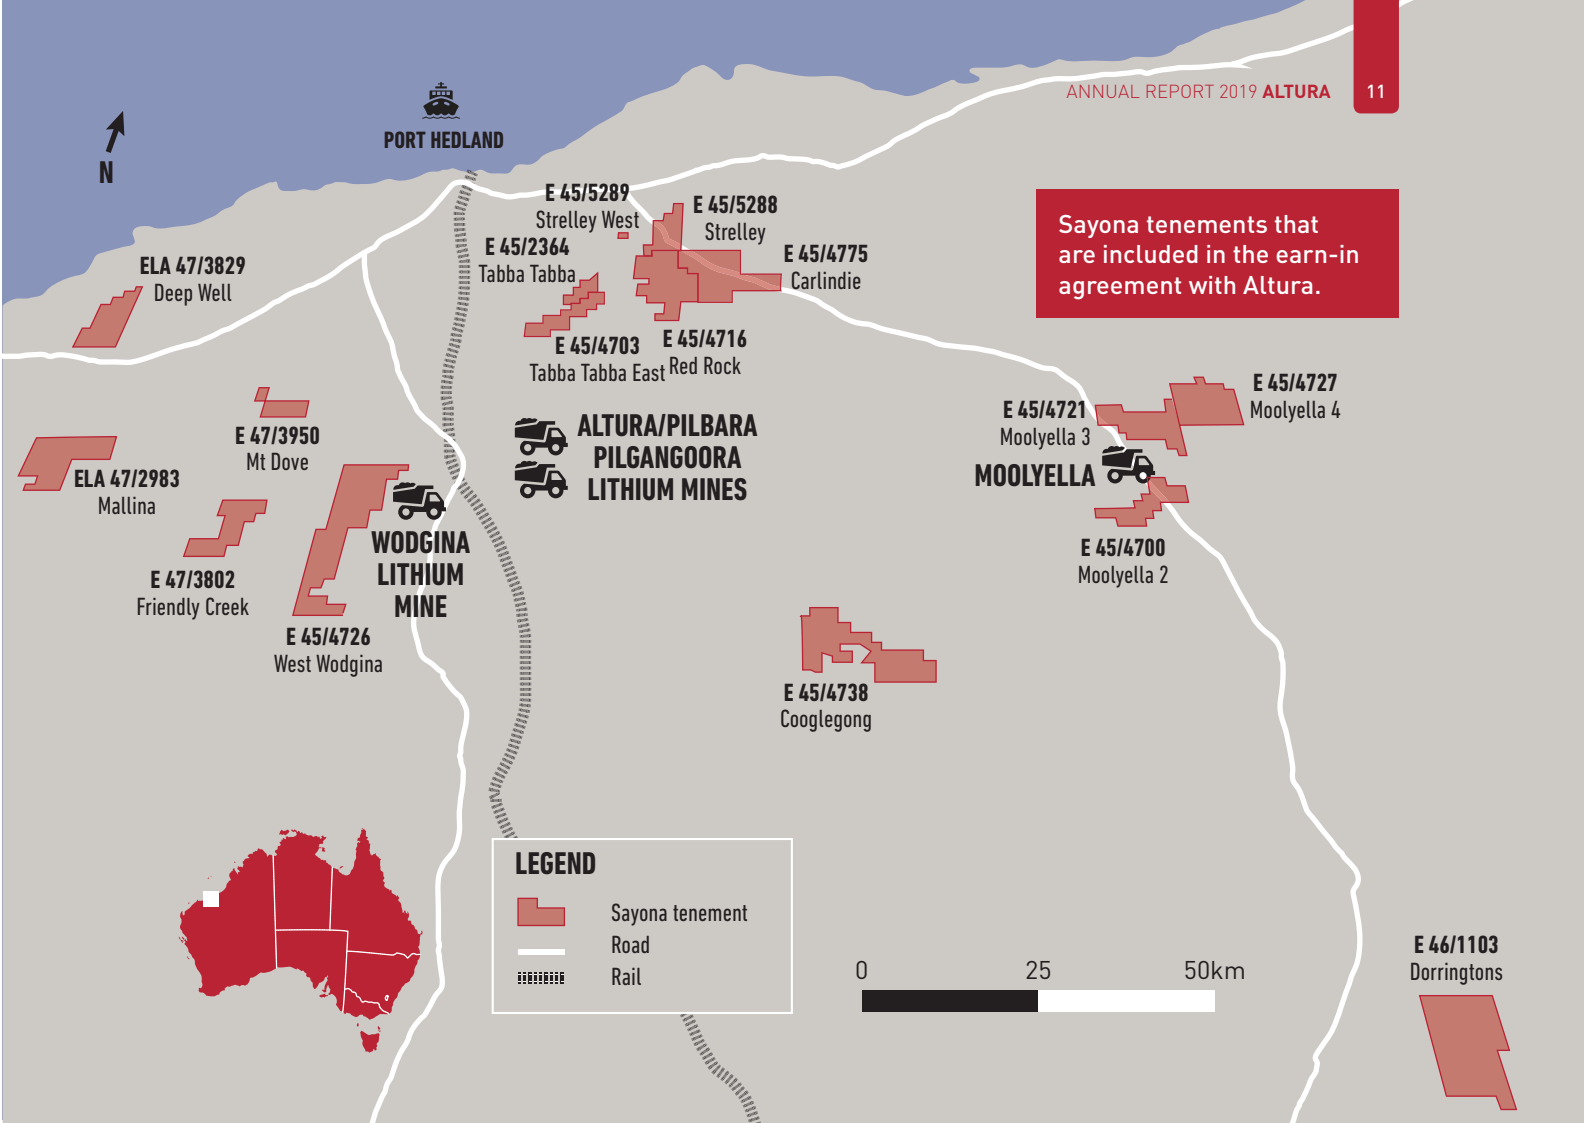 ANNUAL REPORT 2019 ALTURA
11
PORT HEDLAND
N
Sayona tenements that
are included in the earn-in
agreement with Altura.
E 45/5289
Strelley West
E 45/5288
Strelley
E 45/2364
Tabba Tabba
E 45/4775
Carlindie
ELA 47/3829
Deep Well
E 45/4703
Tabba Tabba East
E 45/4716
Red Rock
E 45/4727
Moolyella 4
E 45/4721
Moolyella 3
MOOLYELLA
E 47/3950
Mt Dove
ALTURA/PILBARA
PILGANGOORA
LITHIUM MINES
ELA 47/2983
Mallina
WODGINA
LITHIUM
MINE
E 45/4700
Moolyella 2
E 47/3802
Friendly Creek
E 45/4726
West Wodgina
E 45/4738
Cooglegong
LEGEND
Sayona tenement
Road
Rail
0 25 50km
E 46/1103
Dorringtons